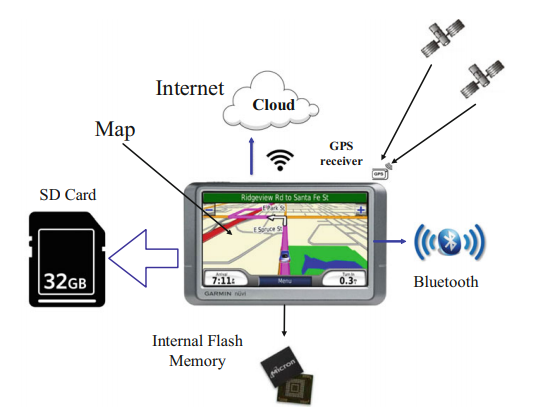 Internet
Cloud
Map
GPS
receiver
GPS
SD Card
32GB
Ridgeview Rd to Santa Fe St
E Park St
E Spruce St
Arrival
7:11
Menu
Turn In
0.3
GARMIN
Bluetooth
Internal Flash
Memory
Micron